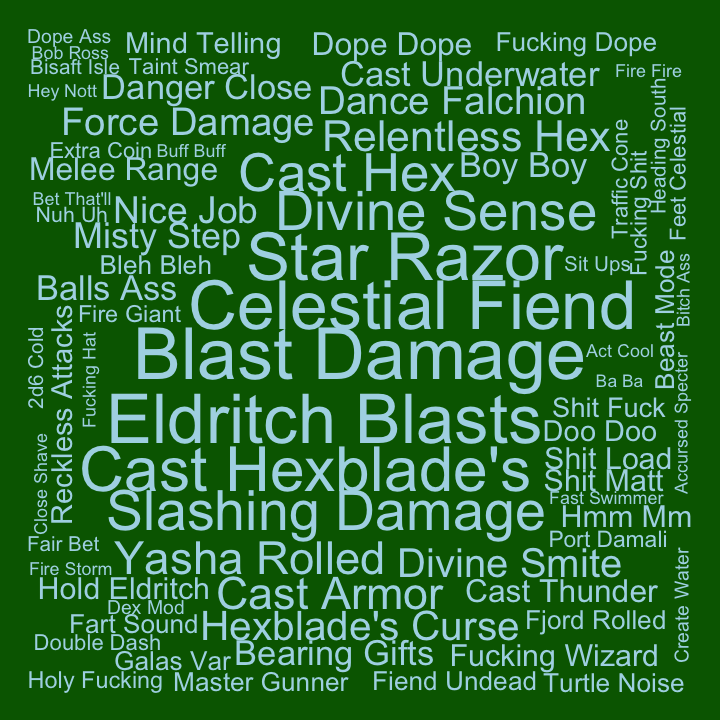 Dope Ass
Mind Telling
Dope Dope
Fucking Dope
Bob Ross
Bisaft Isle
Taint Smear
Cast Underwater
Fire Fire
Hey Nott
Danger Close
Dance Falchion
Heading South
Force Damage
Relentless Hex
Traffic Cone
Feet Celestial
Extra Coin
Buff Buff
Fucking Shit
Melee Range
Cast Hex
Boy Boy
Bet That'll
Nuh Uh
Nice Job
Divine Sense
Misty Step
Star Razor
Bleh Bleh
Sit Ups
Beast Mode
Bitch Ass
Balls Ass
Celestial Fiend
Fire Giant
2d6 Cold
Reckless Attacks
Fucking Hat
Blast Damage
Act Cool
Ba Ba
Accursed Specter
Eldritch Blasts
Shit Fuck
Doo Doo
Close Shave
Cast Hexblade's
Shit Load
Shit Matt
Slashing Damage
Fast Swimmer
Hmm Mm
Fair Bet
Yasha Rolled
Divine Smite
Port Damali
Fire Storm
Create Water
Hold Eldritch
Cast Armor
Cast Thunder
Dex Mod
Fart Sound
Hexblade's Curse
Fjord Rolled
Double Dash
Galas Var
Bearing Gifts
Fucking Wizard
Holy Fucking
Master Gunner
Fiend Undead
Turtle Noise